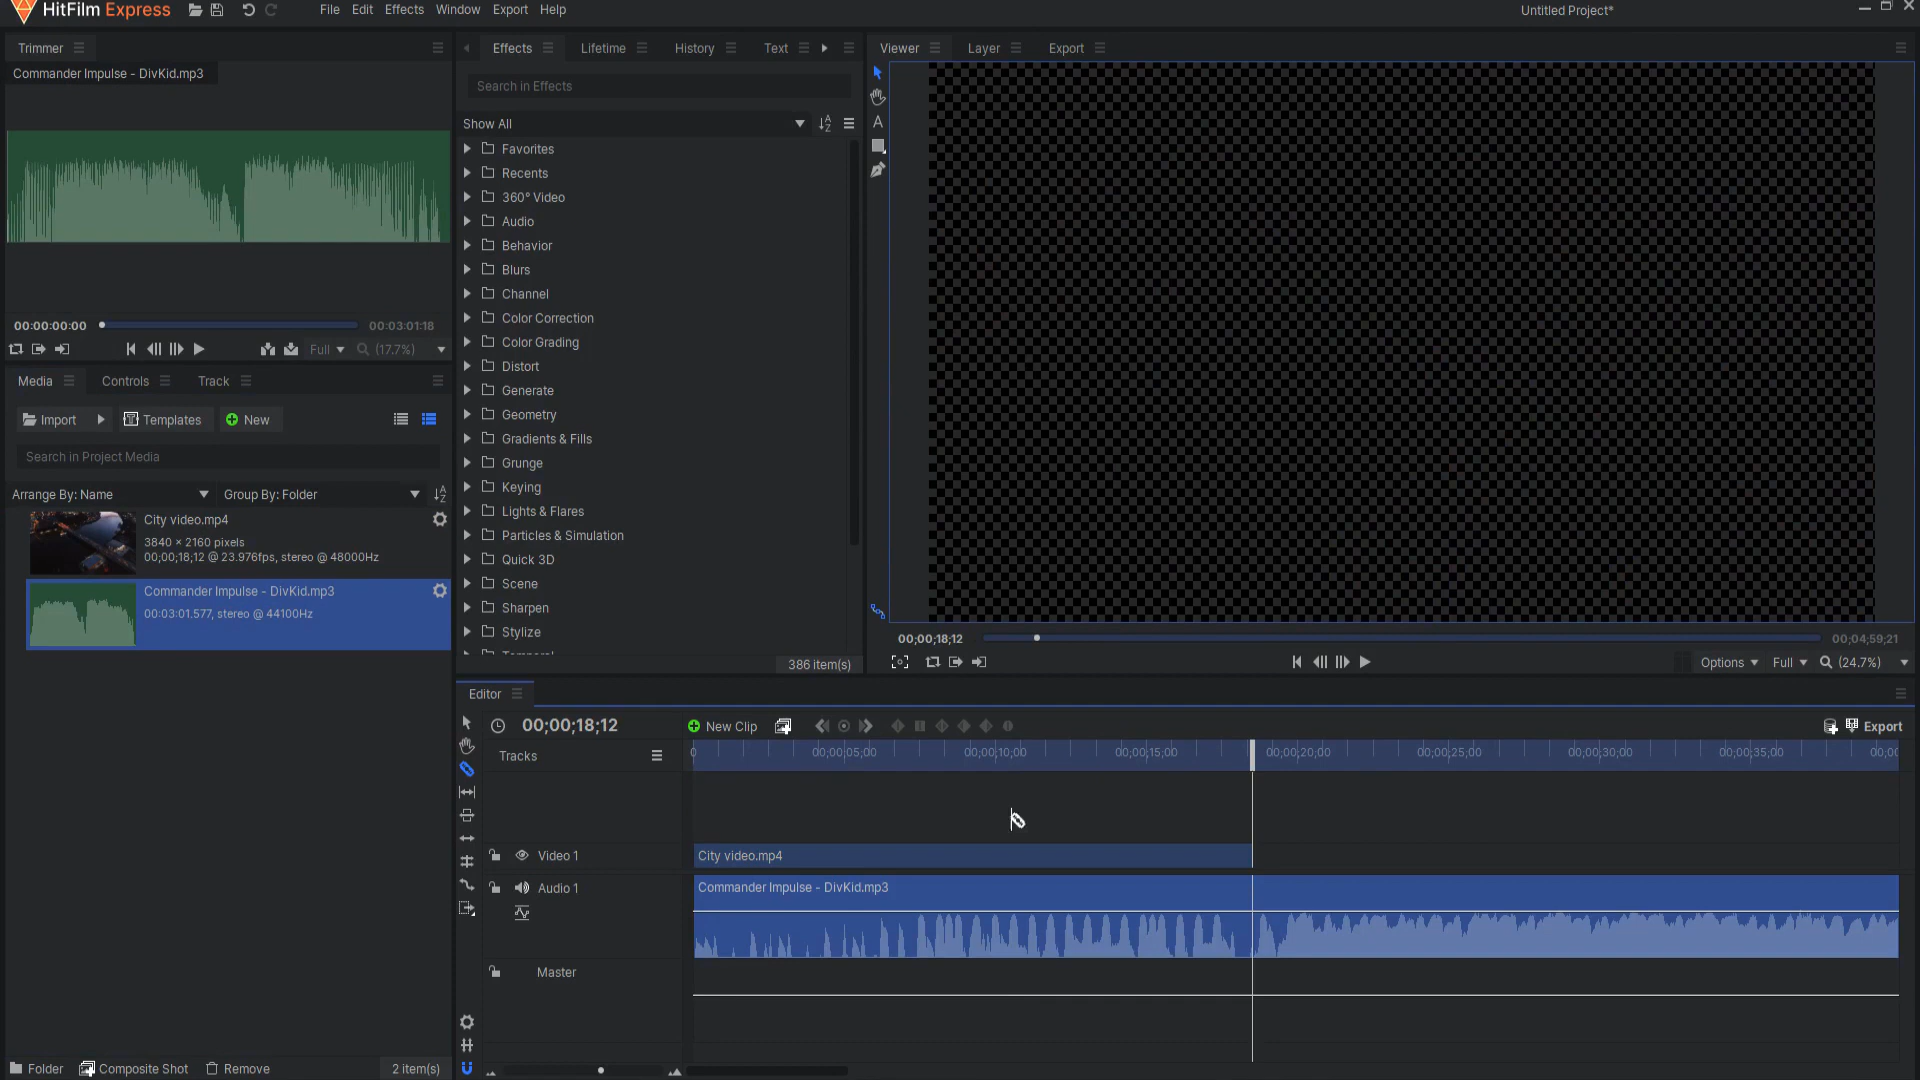 HitFilm Express
File Edit Effects Window Export Help
Untitled Project*
Trimmer
Commander Impulse - DivKid.mp3
00:00:00:00
00:03:01:18
Full
(17.7%)
Media Controls Track
Import
Templates
New
Search in Project Media
Arrange By: Name
Group By: Folder
City video.mp4
3840 × 2160 pixels
00;00;18;12 @ 23.976fps, stereo @ 48000Hz
Commander Impulse - DivKid.mp3
00:03:01.577, stereo @ 44100Hz
Folder
Composite Shot
Remove
2 item(s)
Effects Lifetime History Text
Search in Effects
Show All
Favorites
Recents
360° Video
Audio
Behavior
Blurs
Channel
Color Correction
Color Grading
Distort
Generate
Geometry
Gradients & Fills
Grunge
Keying
Lights & Flares
Particles & Simulation
Quick 3D
Scene
Sharpen
Stylize
386 item(s)
Viewer Layer Export
A
00;00;18;12
00;04;59;21
Options
Full
(24.7%)
Editor
00;00;18;12
New Clip
Export
Tracks
0
00;00;05;00
00;00;10;00
00;00;15;00
00;00;20;00
00;00;25;00
00;00;30;00
00;00;35;00
00;00
Video 1
City video.mp4
Audio 1
Commander Impulse - DivKid.mp3
Master